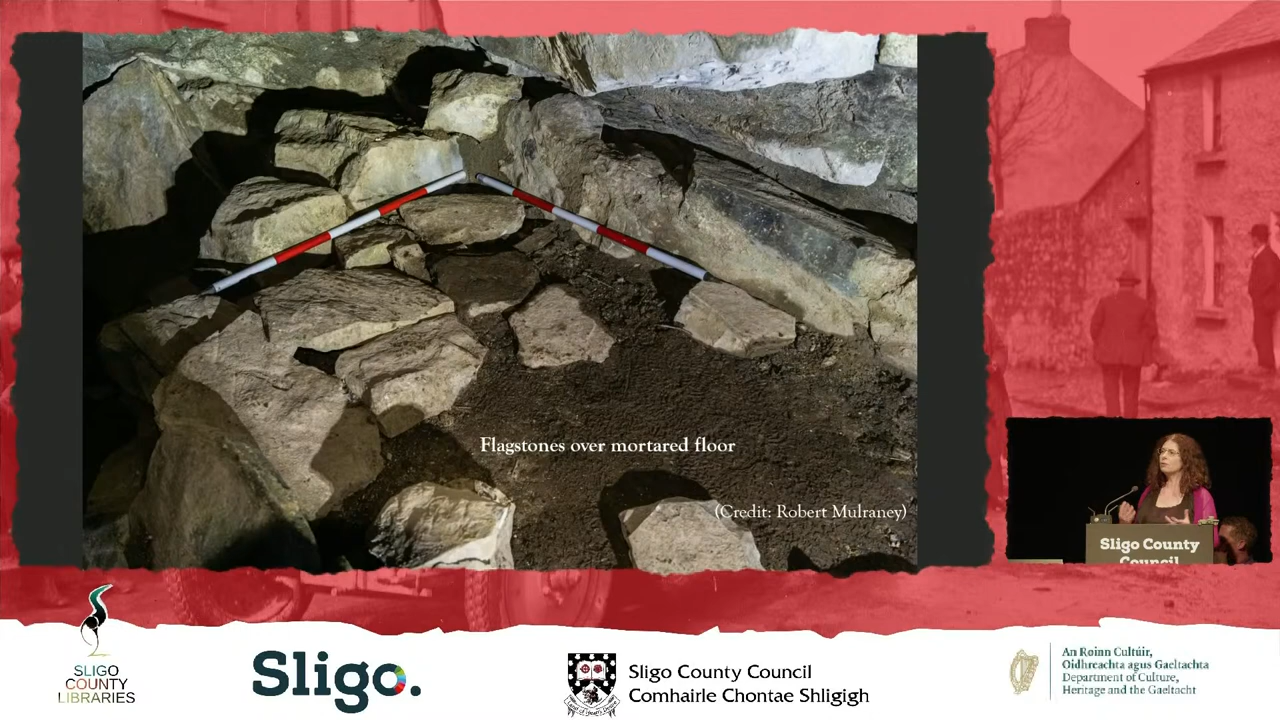 Flagstones over mortared floor
(Credit: Robert Mulraney)
Sligo County
Council
SLIGO
COUNTY
LIBRARIES
Sligo.
Sligo County Council
Comhairle Chontae Shligigh
An Roinn Cultúir,
Oidhreachta agus Gaeltachta
Department of Culture,
Heritage and the Gaeltacht